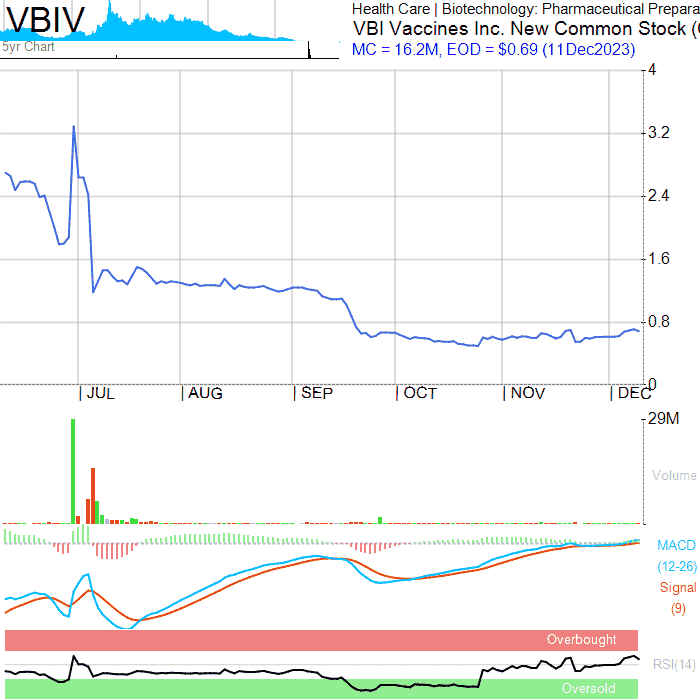 VBIV
5yr Chart
Health Care | Biotechnology: Pharmaceutical Prepara
VBI Vaccines Inc. New Common Stock (
MC = 16.2M, EOD = $0.69 (11Dec2023)
4
3.2
2.4
1.6
0.8
0
JUL
AUG
SEP
OCT
NOV
DEC
29M
Volume
MACD
(12-26)
Signal
(9)
Overbought
RSI(14)
Oversold